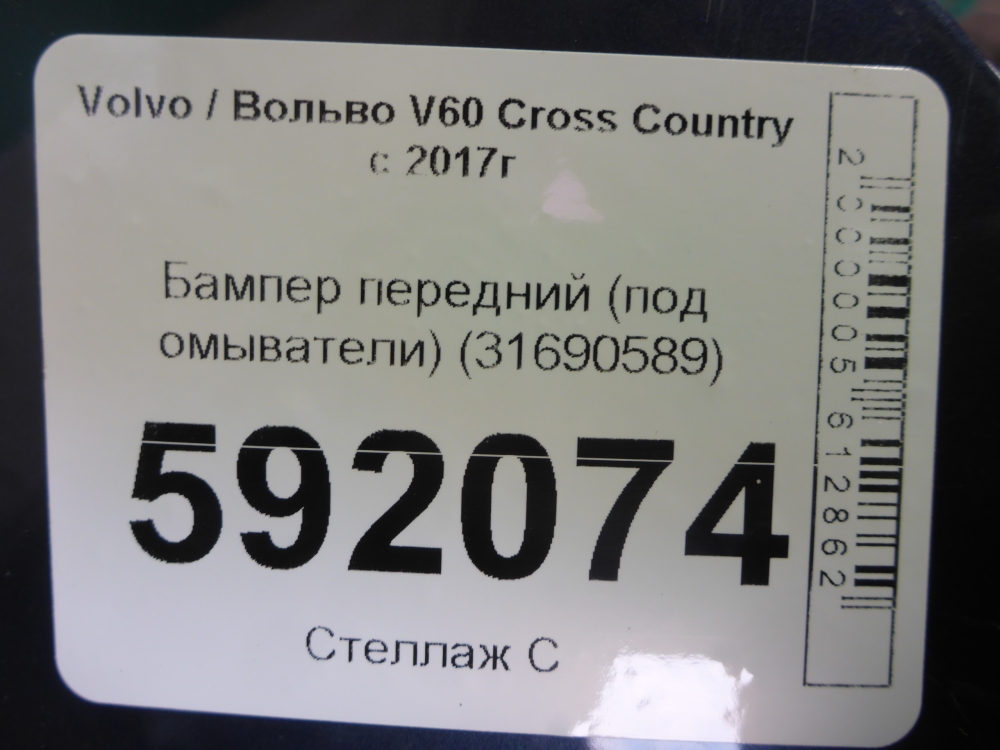 Volvo / Вольво V60 Cross Country
с 2017г
Бампер передний (под
омыватели) (31690589)
592074
Стеллаж С
2000005612862